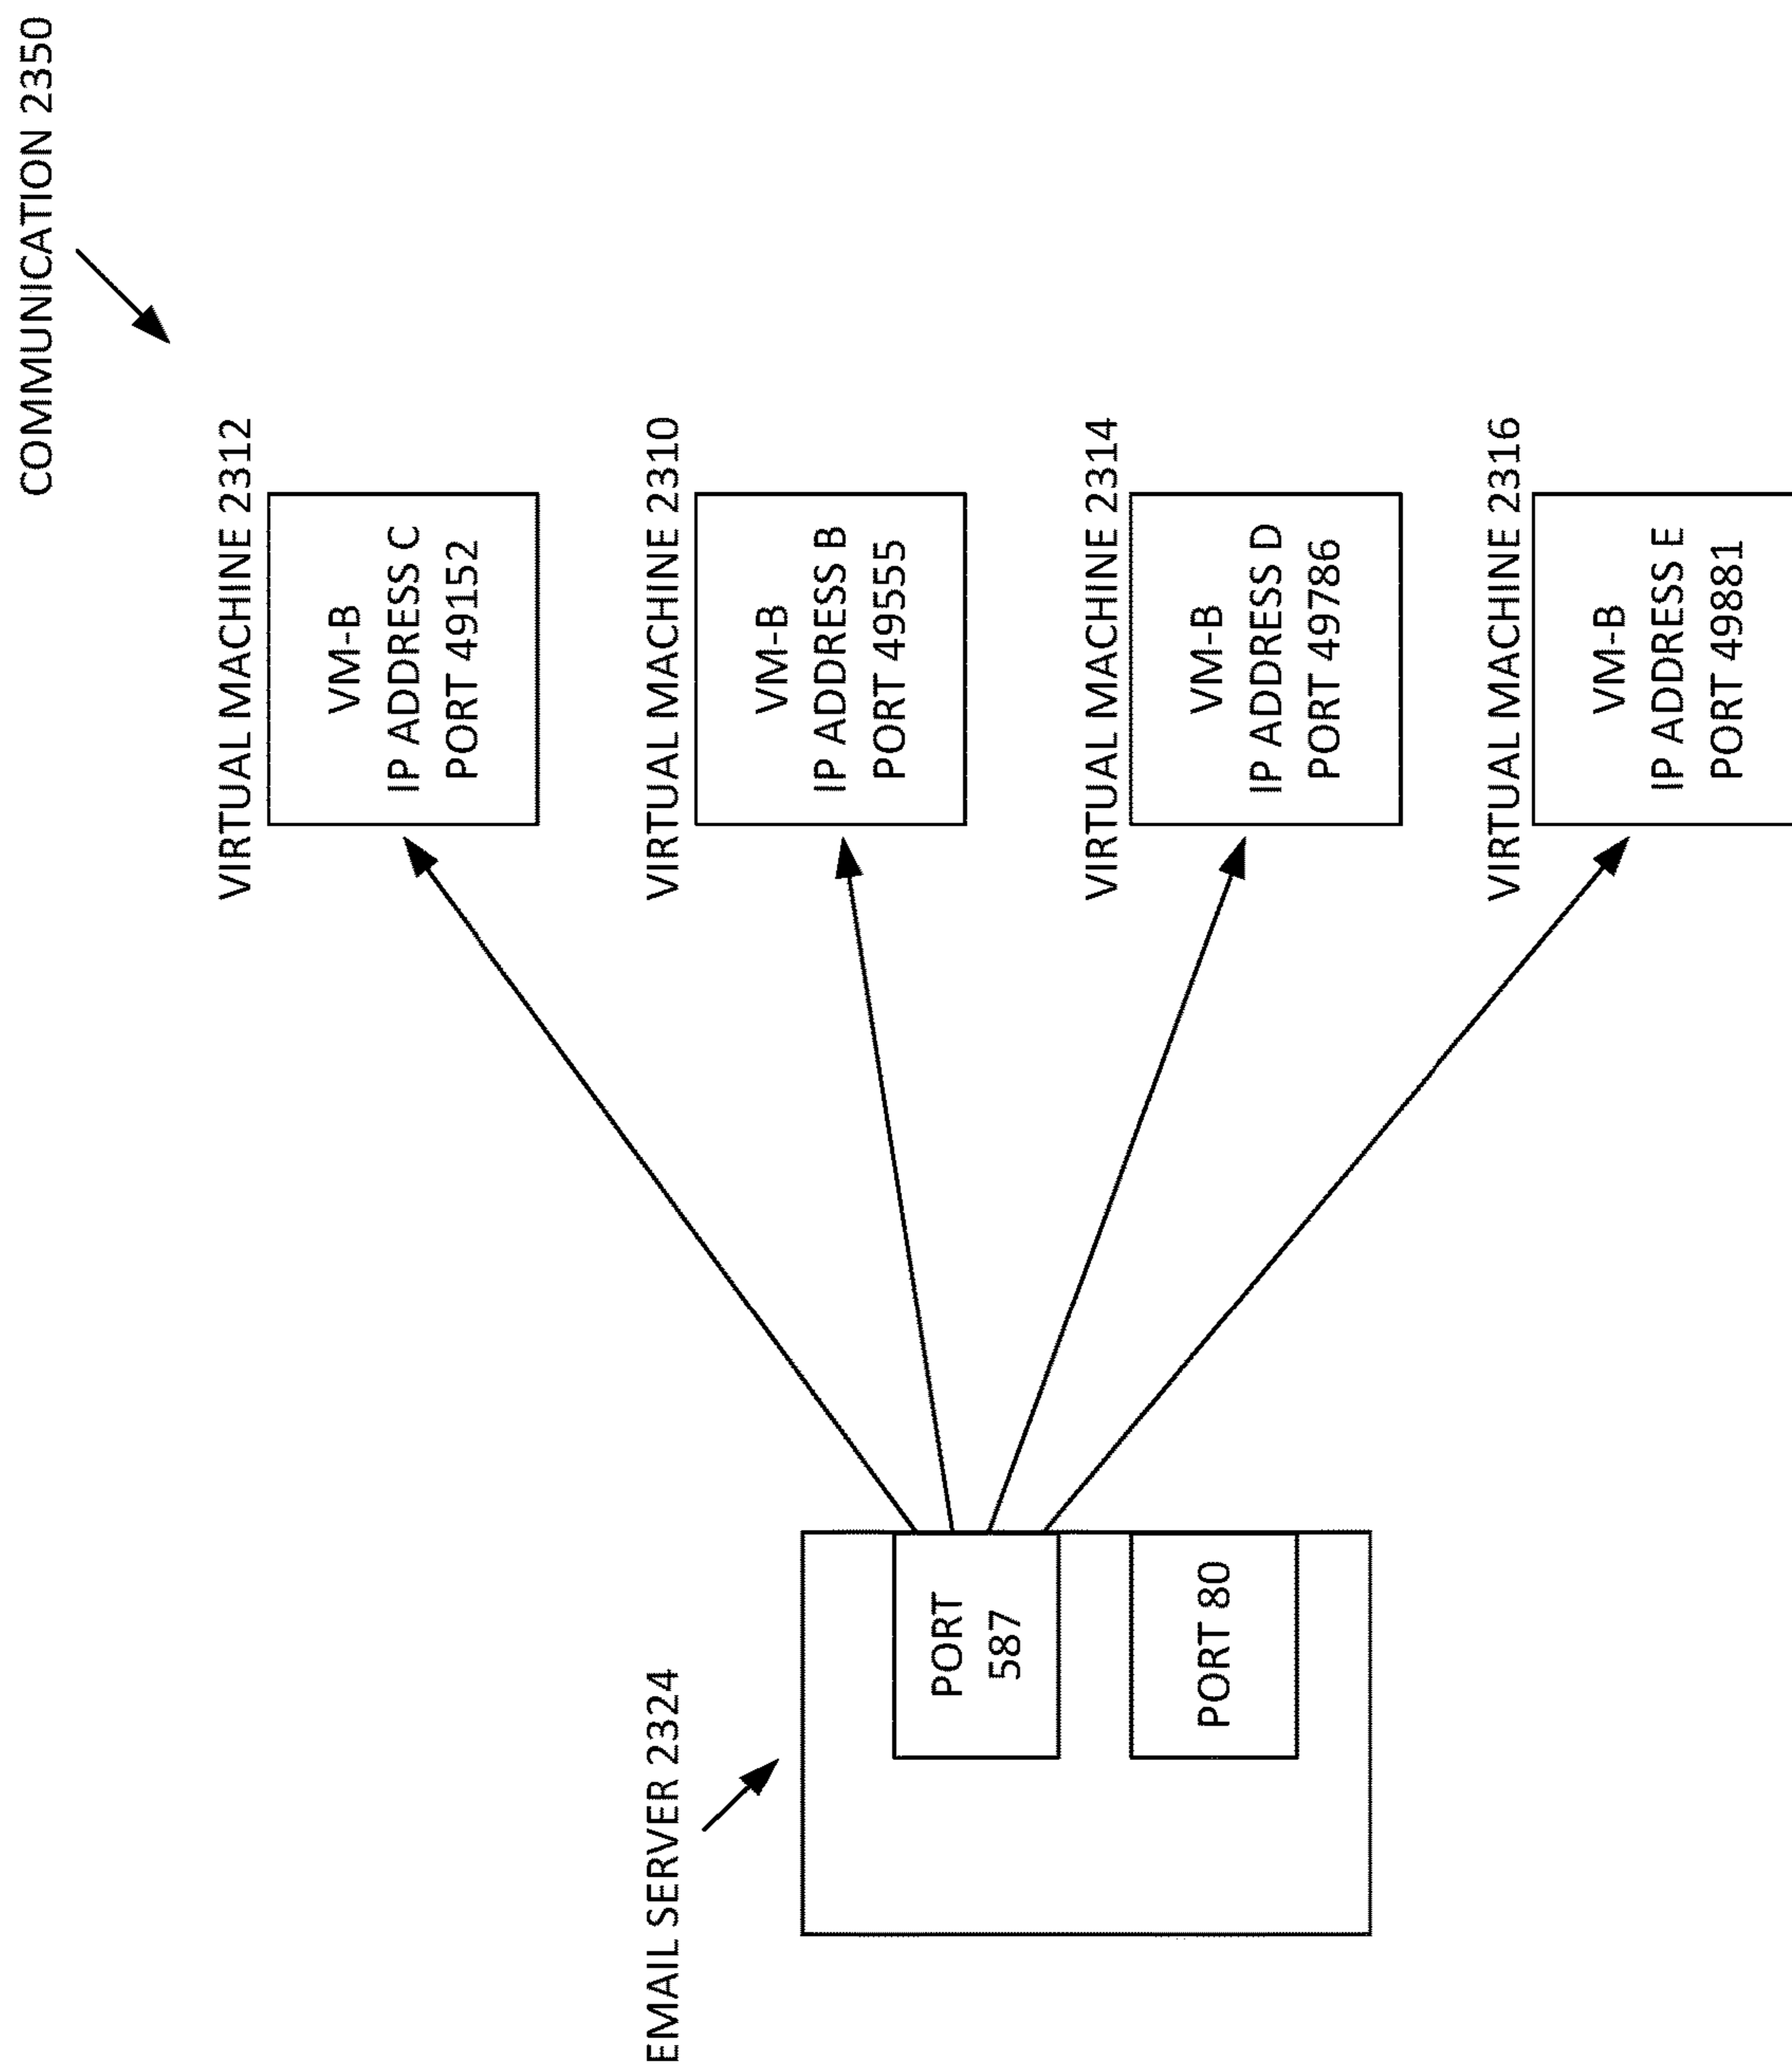 COMMUNICATION 2350
VIRTUAL MACHINE 2312
VM-B
IP ADDRESS C
PORT 49152
VIRTUAL MACHINE 2310
VM-B
IP ADDRESS B
PORT 49555
EMAIL SERVER 2324
PORT
587
PORT 80
VIRTUAL MACHINE 2314
VM-B
IP ADDRESS D
PORT 49786
VIRTUAL MACHINE 2316
VM-B
IP ADDRESS E
PORT 49881